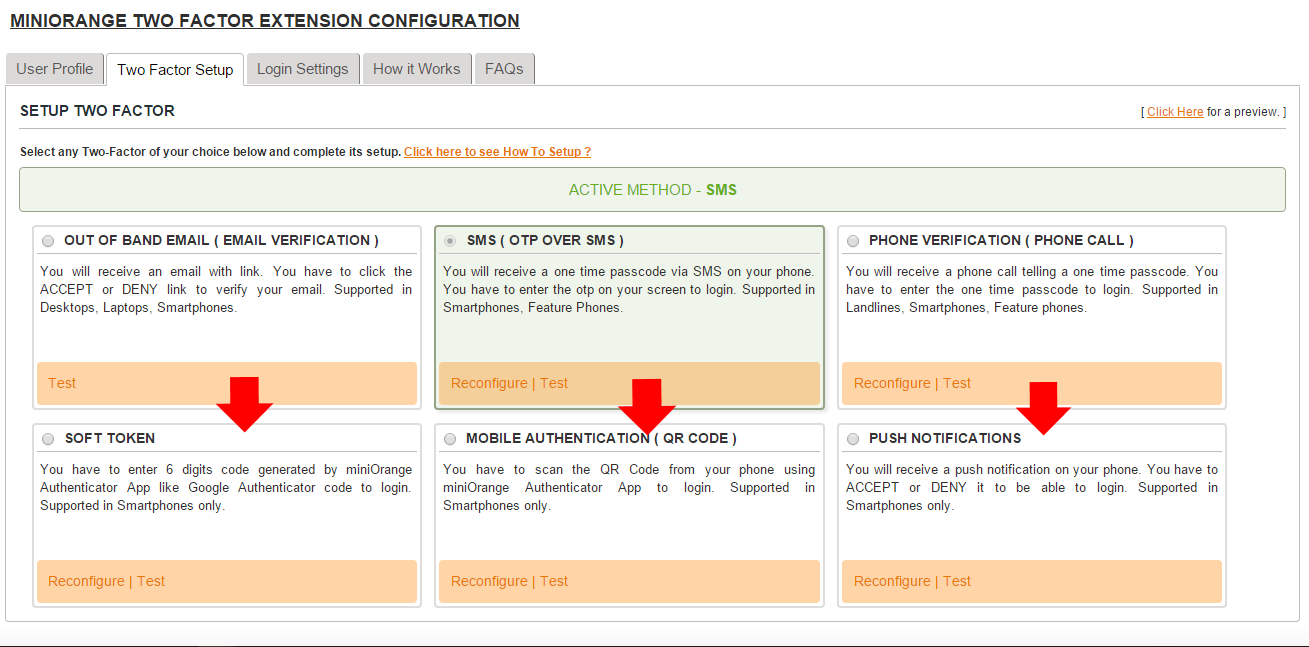 MINIORANGE TWO FACTOR EXTENSION CONFIGURATION
User Profile
Two Factor Setup
Login Settings
How it Works
FAQs
SETUP TWO FACTOR
[ Click Here for a preview. ]
Select any Two-Factor of your choice below and complete its setup. Click here to see How To Setup ?
ACTIVE METHOD - SMS
OUT OF BAND EMAIL ( EMAIL VERIFICATION )
You will receive an email with link. You have to click the
ACCEPT or DENY link to verify your email. Supported in
Desktops, Laptops, Smartphones.
Test
SMS ( OTP OVER SMS )
You will receive a one time passcode via SMS on your phone.
You have to enter the otp on your screen to login. Supported in
Smartphones, Feature Phones.
Reconfigure | Test
PHONE VERIFICATION ( PHONE CALL )
You will receive a phone call telling a one time passcode. You
have to enter the one time passcode to login. Supported in
Landlines, Smartphones, Feature phones.
Reconfigure | Test
SOFT TOKEN
You have to enter 6 digits code generated by miniOrange
Authenticator App like Google Authenticator code to login.
Supported in Smartphones only.
Reconfigure | Test
MOBILE AUTHENTICATION ( QR CODE )
You have to scan the QR Code from your phone using
miniOrange Authenticator App to login. Supported in
Smartphones only.
Reconfigure | Test
PUSH NOTIFICATIONS
You will receive a push notification on your phone. You have to
ACCEPT or DENY it to be able to login. Supported in
Smartphones only.
Reconfigure | Test